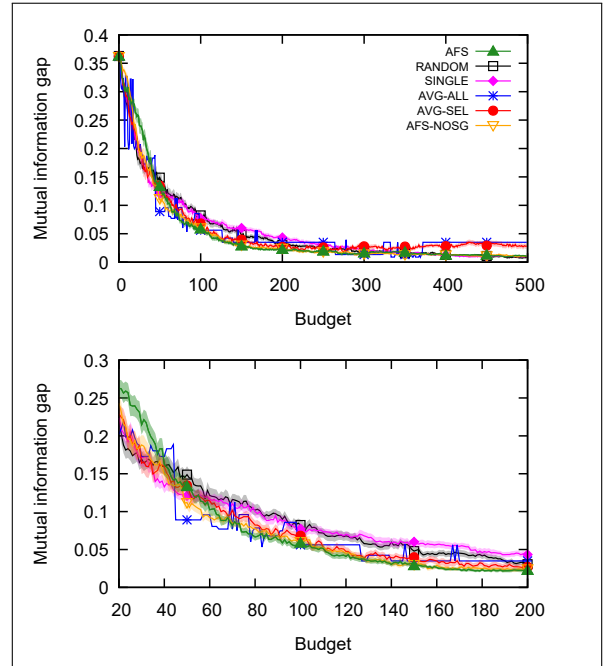 0.4
0.35
0.3
0.25
0.2
0.15
0.1
0.05
0
Mutual information gap
AFS
RANDOM
SINGLE
AVG-ALL
AVG-SEL
AFS-NOSG
0 100 200 300 400 500
Budget
0.3
0.25
0.2
0.15
0.1
0.05
0
Mutual information gap
20 40 60 80 100 120 140 160 180 200
Budget